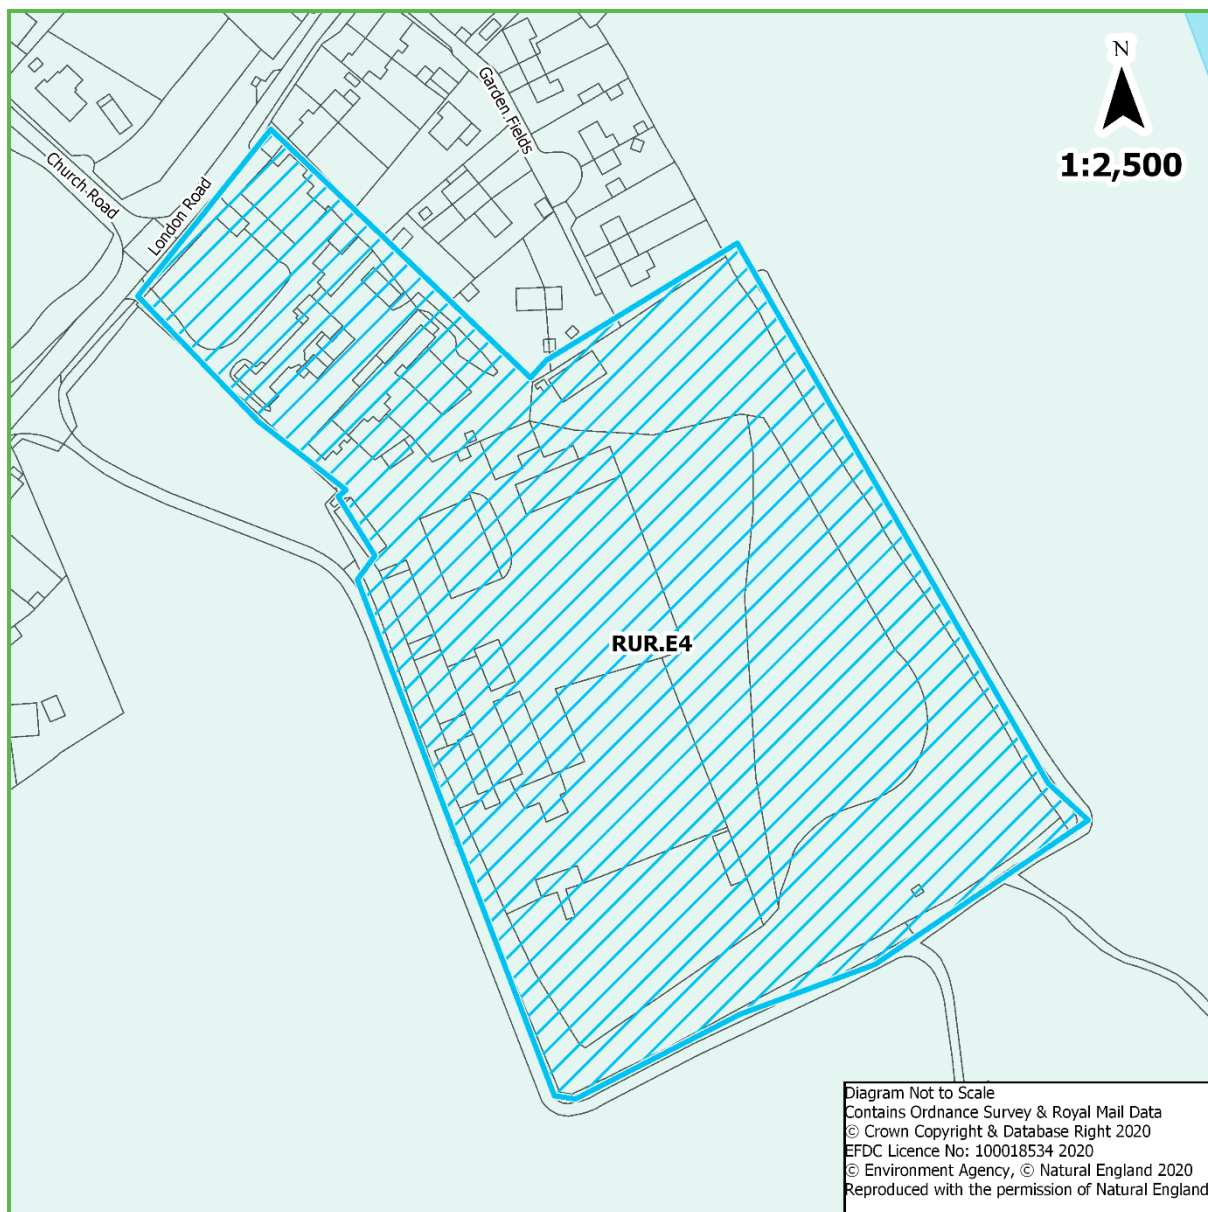 N
1:2,500
Garden Fields
Church Road
London Road
RUR.E4
Diagram Not to Scale
Contains Ordnance Survey & Royal Mail Data
© Crown Copyright & Database Right 2020
EFDC Licence No: 100018534 2020
© Environment Agency, © Natural England 2020
Reproduced with the permission of Natural England